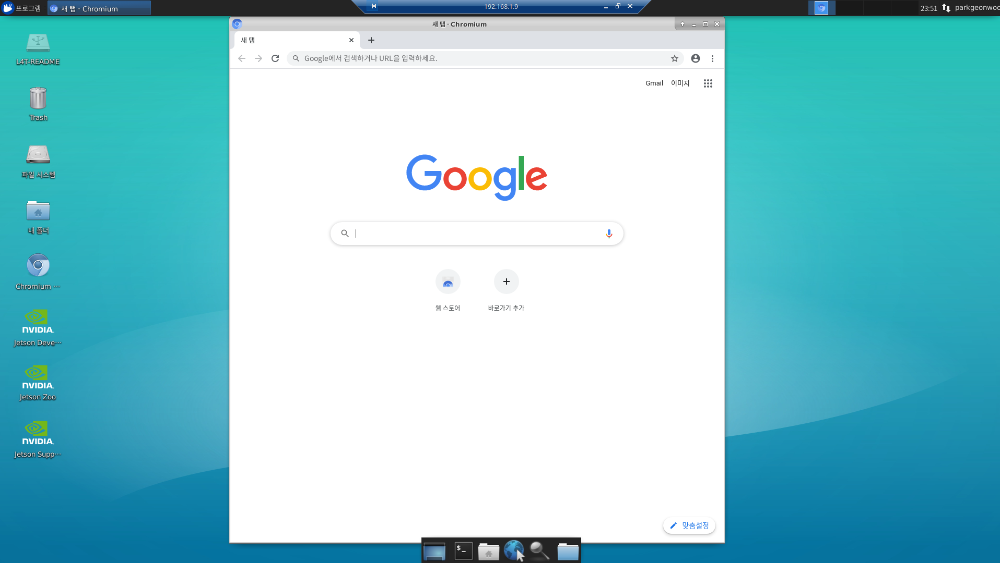 프로그램
새 탭 - Chromium
192.168.1.9
23:51
parkgeonwoo
새 탭 - Chromium
새 탭
Google에서 검색하거나 URL을 입력하세요.
Gmail
이미지
Google
웹 스토어
바로가기 추가
맞춤설정
L4T-README
Trash
파일 시스템
내 폴더
Chromium ···
NVIDIA.
Jetson Deve···
NVIDIA.
Jetson Zoo
NVIDIA.
Jetson Supp···
$_